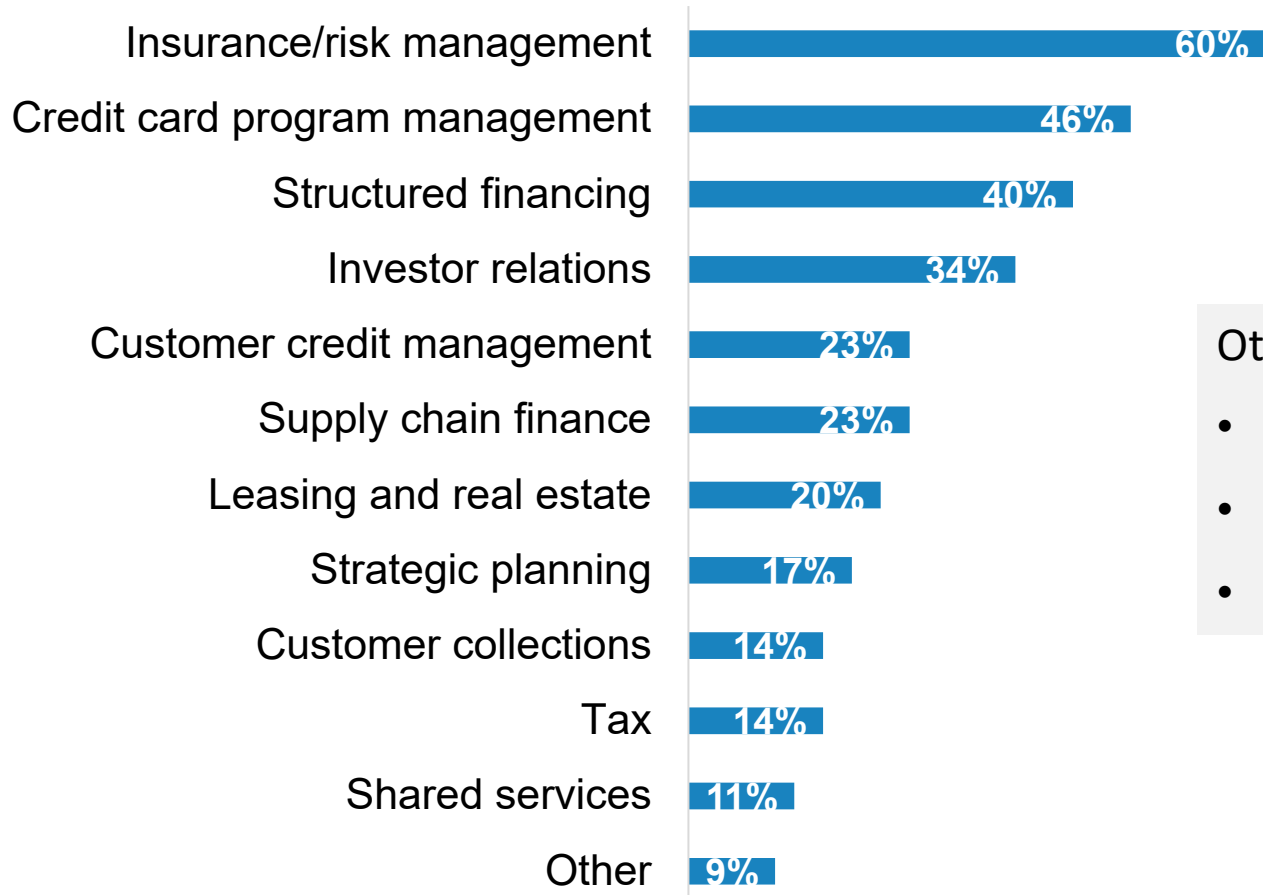 Insurance/risk management 60%
Credit card program management 46%
Structured financing 40%
Investor relations 34%
Customer credit management 23%
Supply chain finance 23%
Leasing and real estate 20%
Strategic planning 17%
Customer collections 14%
Tax 14%
Shared services 11%
Other 9%
Ot
•
•
•